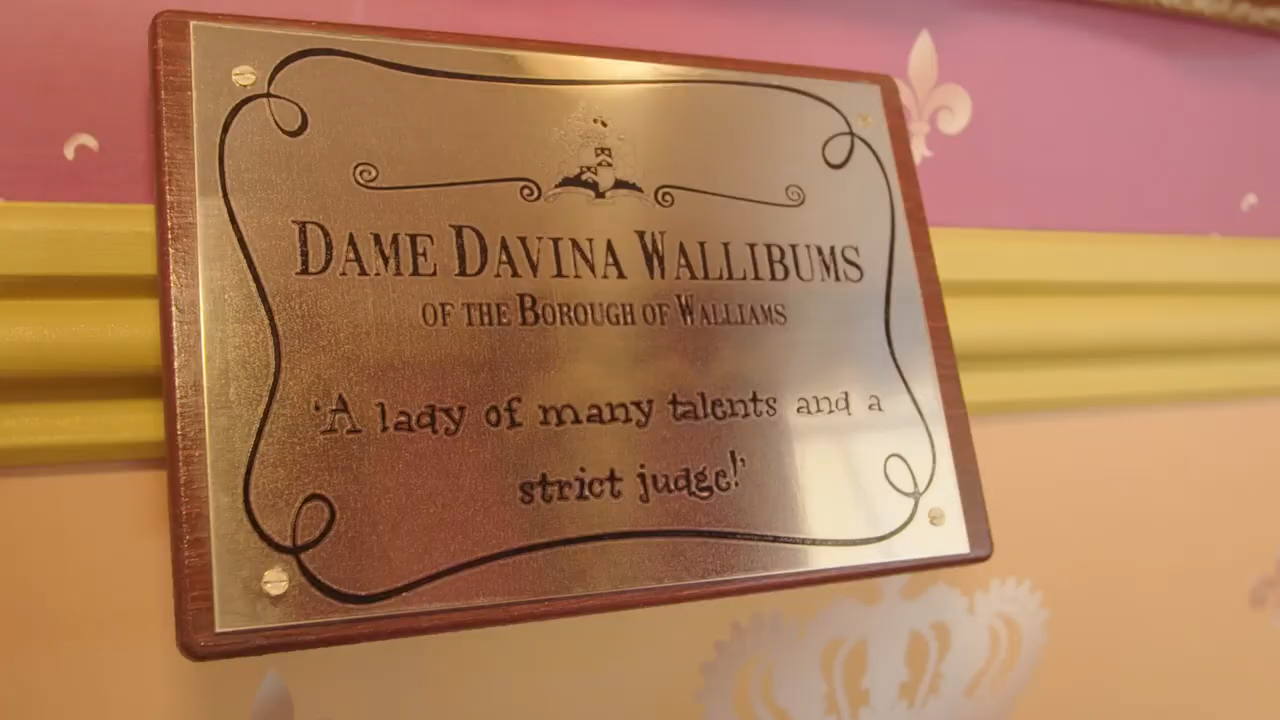 DAME DAVINA WALLIBUMS
OF THE BOROUGH OF WALLIAMS
'A lady of many talents and a
strict judge!'